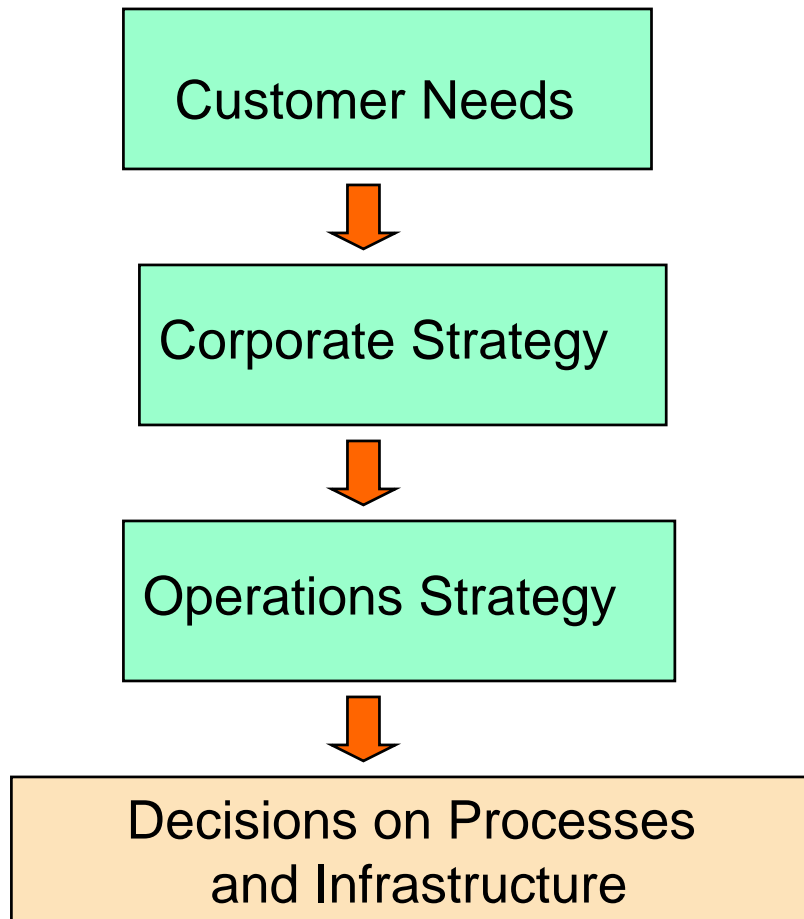 Customer Needs
Corporate Strategy
Operations Strategy
Decisions on Processes
and Infrastructure